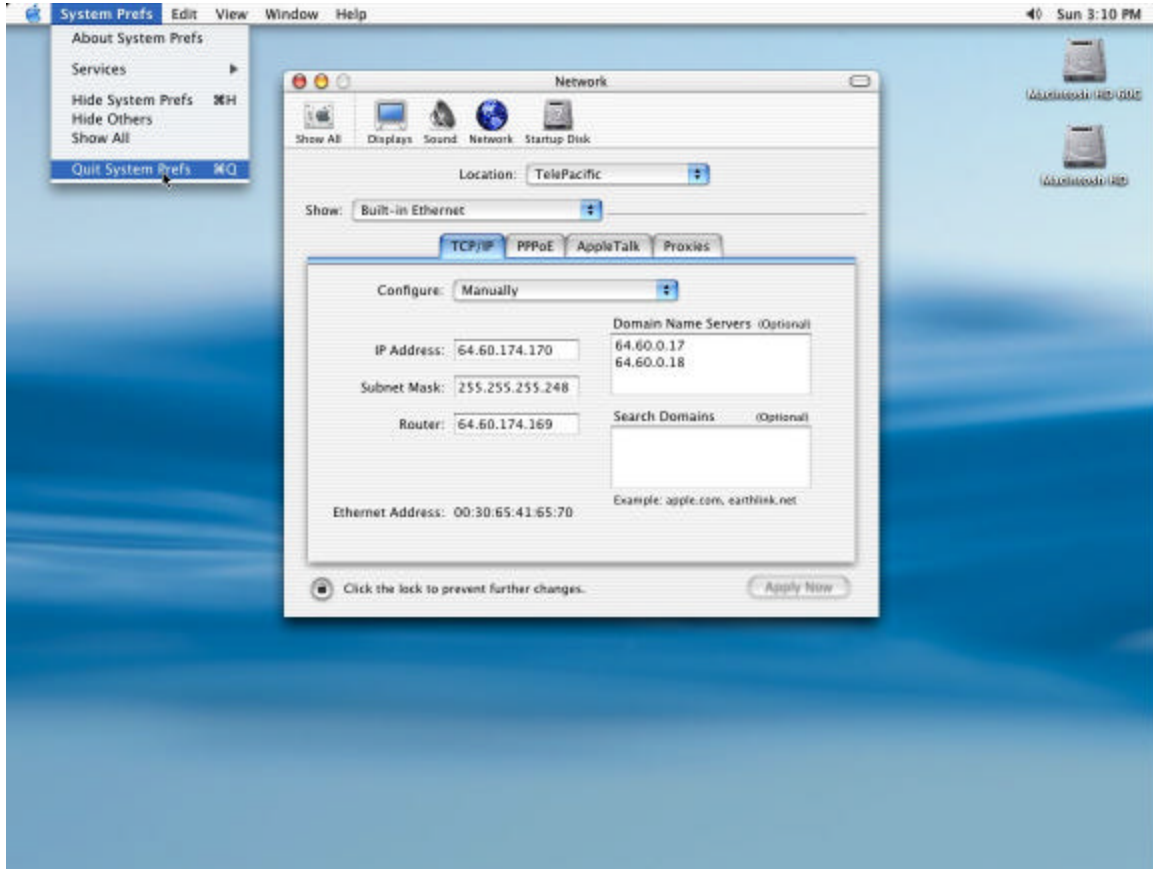 System Prefs Edit View Window Help Sun 3:10 PM
About System Prefs
Services
Hide System Prefs ⌘H
Hide Others
Show All
Quit System Prefs ⌘Q
Network
Show All Displays Sound Network Startup Disk
Location: TelePacific
Show: Built-in Ethernet
TCP/IP PPPoE AppleTalk Proxies
Configure: Manually
Domain Name Servers (Optional)
64.60.0.17
64.60.0.18
IP Address: 64.60.174.170
Subnet Mask: 255.255.255.248
Router: 64.60.174.169
Search Domains (Optional)
Example: apple.com, earthlink.net
Ethernet Address: 00:30:65:41:65:70
Click the lock to prevent further changes.
Apply Now
Macintosh HD